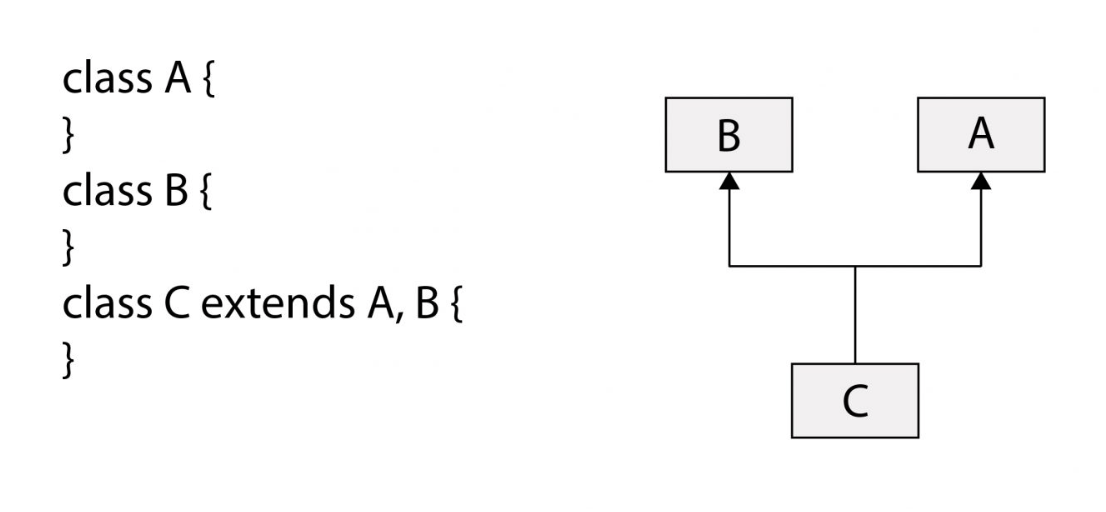 class A {
}
class B {
}
class C extends A, B {
}
B
A
C